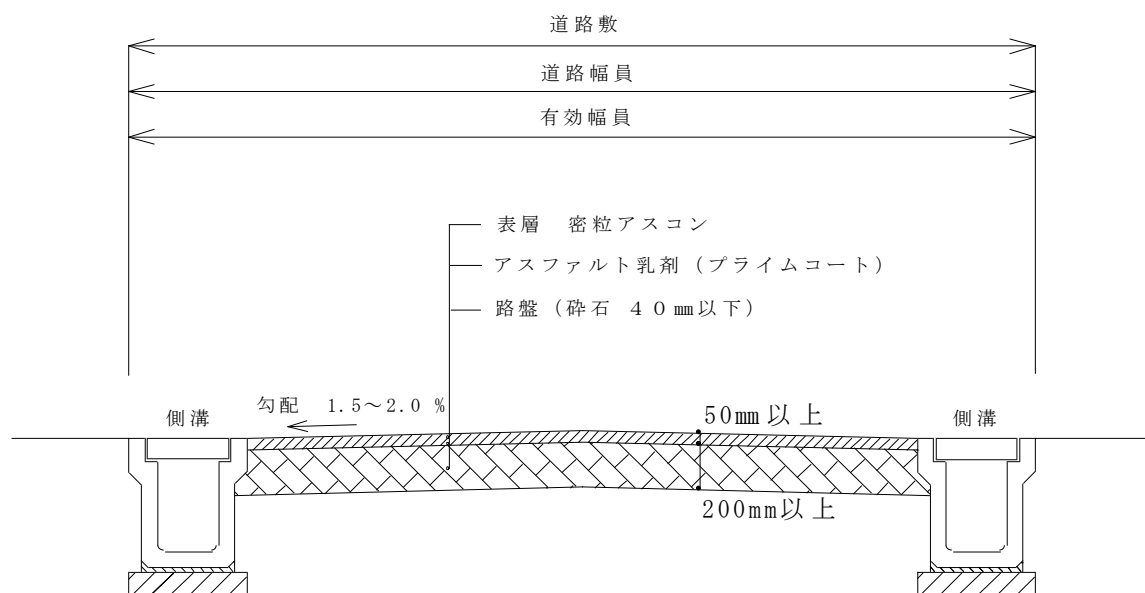 道路敷
道路幅員
有効幅員
表層　密粒アスコン
アスファルト乳剤（プライムコート）
路盤（砕石　４０㎜以下）
勾配　1.5～2.0 %
50㎜以上
側溝
側溝
200mm以上